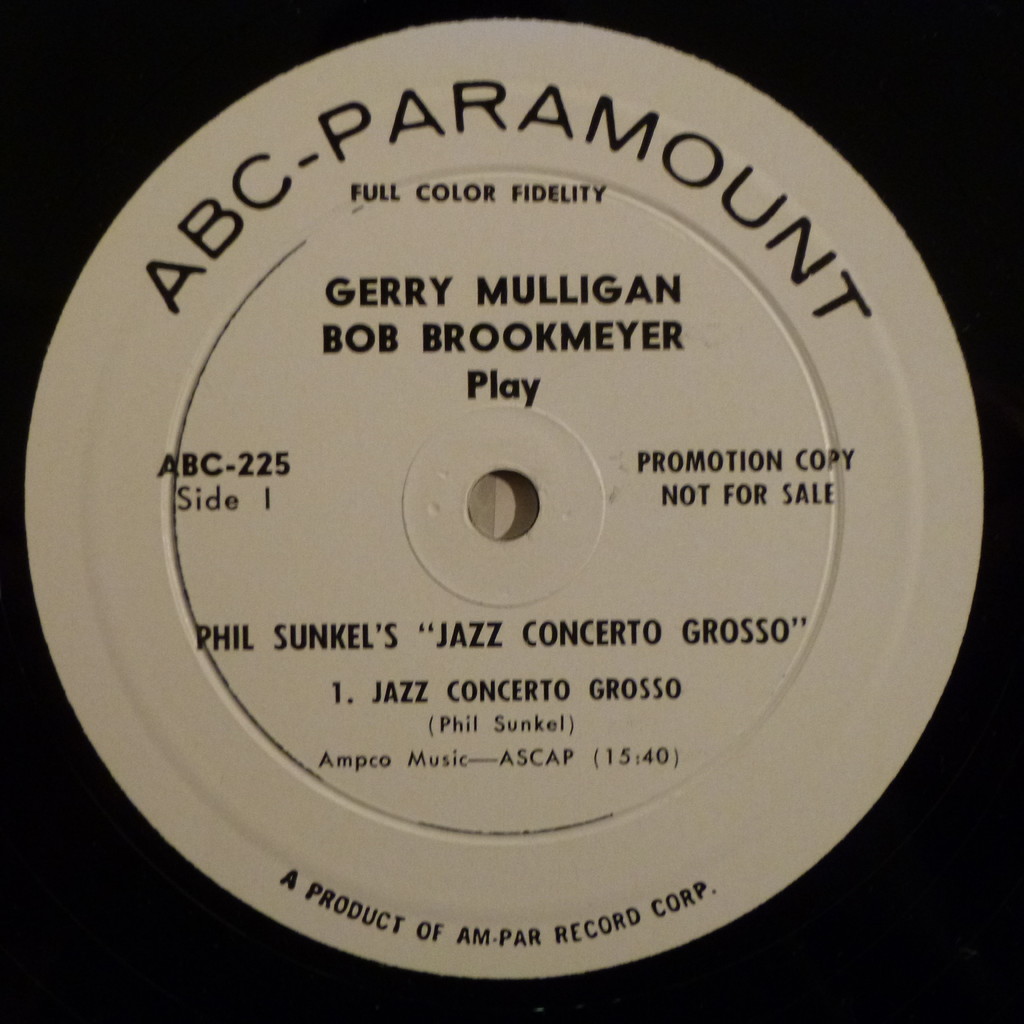 ABC-PARAMOUNT
FULL COLOR FIDELITY
GERRY MULLIGAN
BOB BROOKMEYER
Play
ABC-225
Side 1
PROMOTION COPY
NOT FOR SALE
PHIL SUNKEL'S "JAZZ CONCERTO GROSSO"
1. JAZZ CONCERTO GROSSO
(Phil Sunkel)
Ampco Music—ASCAP (15:40)
A PRODUCT OF AM-PAR RECORD CORP.